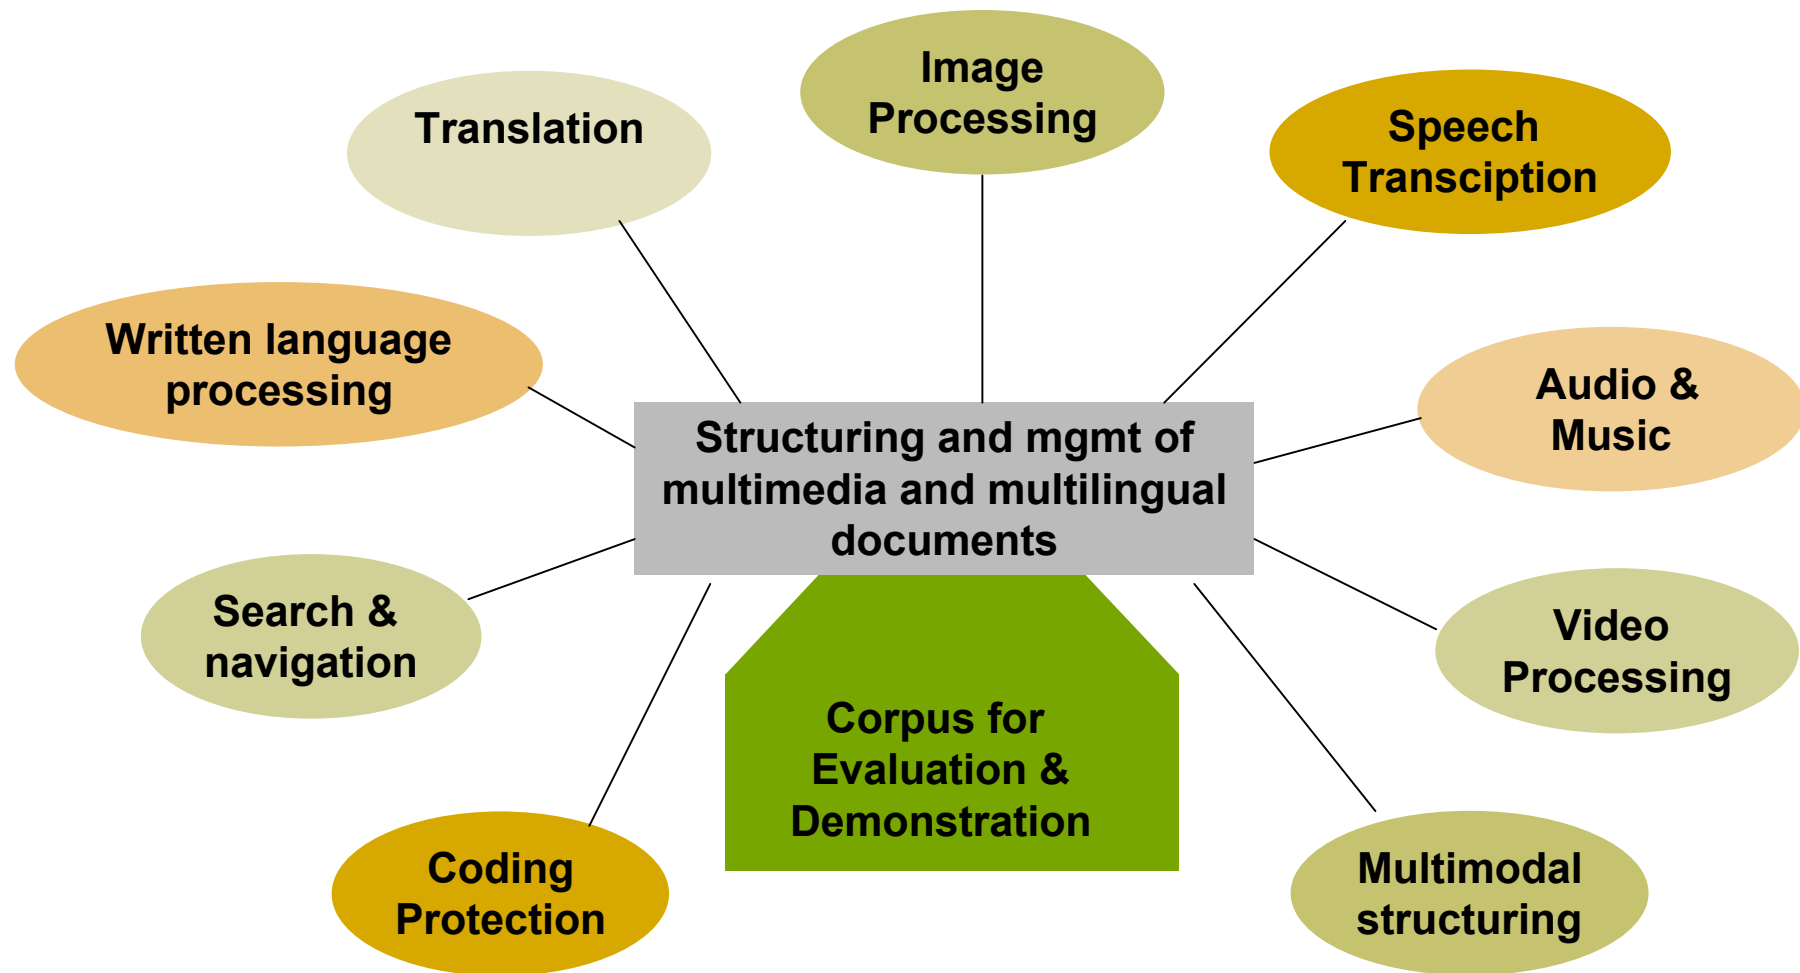 Image
Processing
Translation
Speech
Transciption
Written language
processing
Audio &
Music
Structuring and mgmt of
multimedia and multilingual
documents
Search &
navigation
Video
Processing
Corpus for
Evaluation &
Demonstration
Coding
Protection
Multimodal
structuring